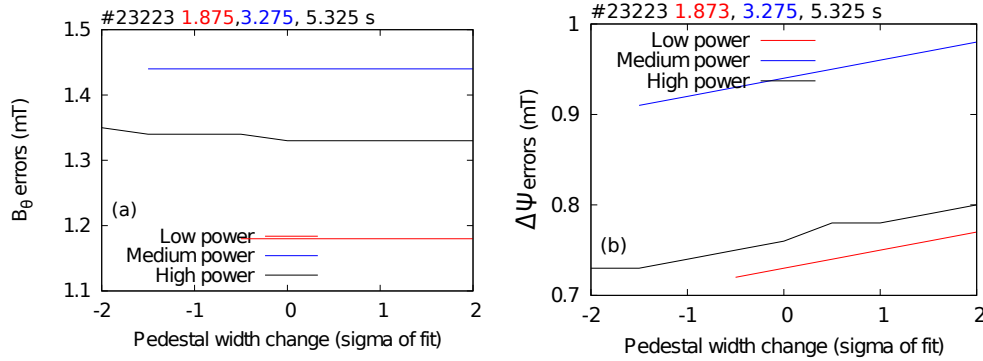 #23223 1.875,3.275, 5.325 s
1.5
1.4
1.3
1.2
1.1
Bθ errors (mT)
(a)
Low power
Medium power
High power
-2 -1 0 1 2
Pedestal width change (sigma of fit)
#23223 1.873, 3.275, 5.325 s
1
0.9
0.8
0.7
ΔΨ errors (mT)
Low power
Medium power
High power
(b)
-2 -1 0 1 2
Pedestal width change (sigma of fit)